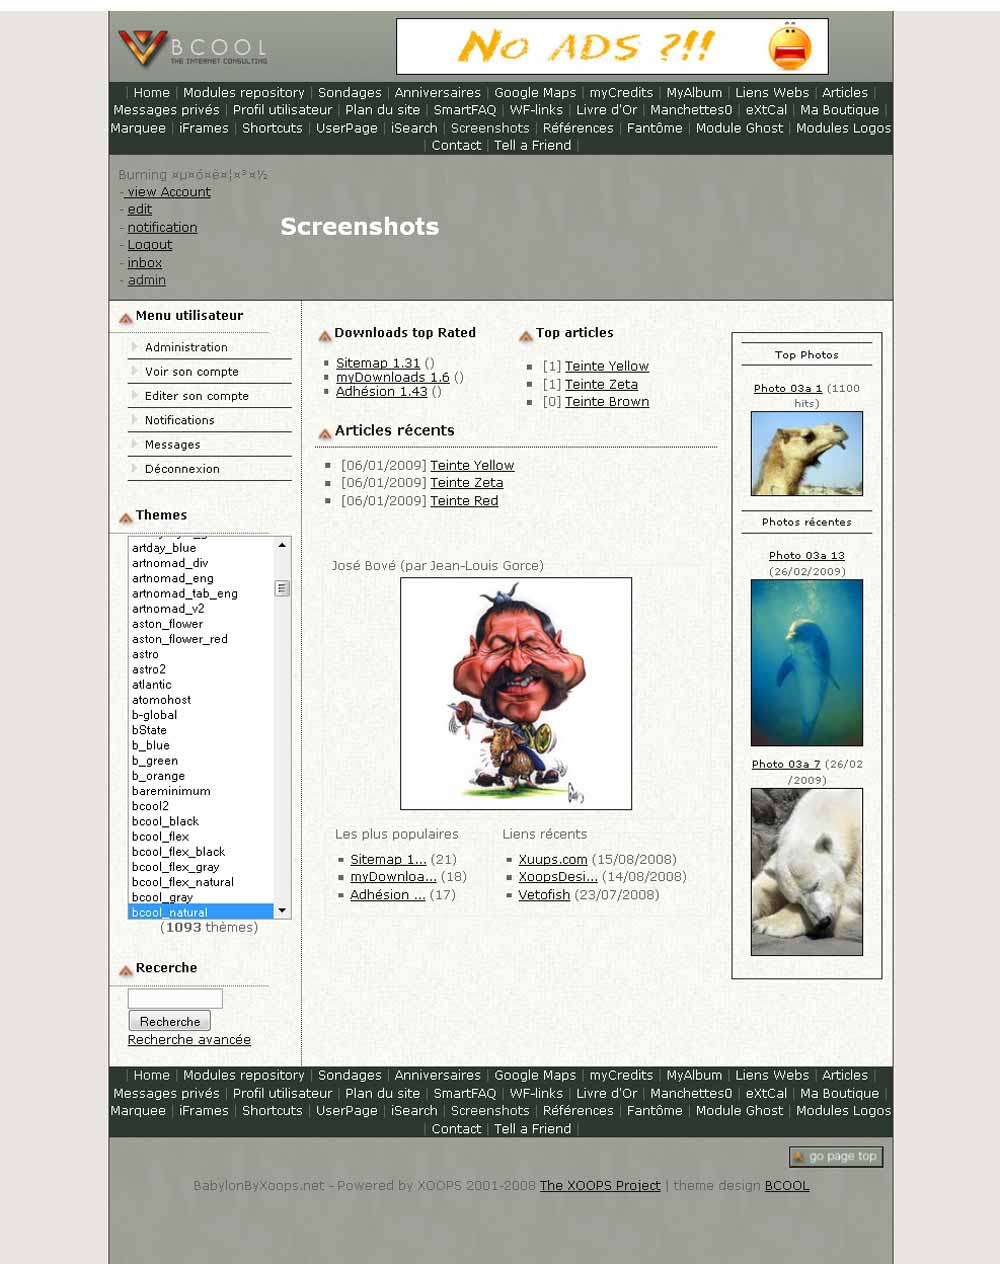 BCOOL
THE INTERNET CONSULTING
NO ADS ?!!
| Home | Modules repository | Sondages | Anniversaires | Google Maps | myCredits | MyAlbum | Liens Webs | Articles |
Messages privés | Profil utilisateur | Plan du site | SmartFAQ | WF-links | Livre d'Or | Manchettes0 | eXtCal | Ma Boutique |
Marquee | iFrames | Shortcuts | UserPage | iSearch | Screenshots | Références | Fantôme | Module Ghost | Modules Logos
| Contact | Tell a Friend |
Burning ¤µ¤ó¤è¤¦¤³¤½
- view Account
- edit
- notification
- Logout
- inbox
- admin
Screenshots
Menu utilisateur
Administration
Voir son compte
Editer son compte
Notifications
Messages
Déconnexion
Themes
artday_blue
artnomad_div
artnomad_eng
artnomad_tab_eng
artnomad_v2
aston_flower
aston_flower_red
astro
astro2
atlantic
atomohost
b-global
bState
b_blue
b_green
b_orange
bareminimum
bcool2
bcool_black
bcool_flex
bcool_flex_black
bcool_flex_gray
bcool_flex_natural
bcool_gray
bcool_natural
(1093 thèmes)
Recerche
Recherche
Recherche avancée
Downloads top Rated
Sitemap 1.31 ()
myDownloads 1.6 ()
Adhésion 1.43 ()
Top articles
[1] Teinte Yellow
[1] Teinte Zeta
[0] Teinte Brown
Articles récents
[06/01/2009] Teinte Yellow
[06/01/2009] Teinte Zeta
[06/01/2009] Teinte Red
José Bové (par Jean-Louis Gorce)
Les plus populaires
Sitemap 1... (21)
myDownloa... (18)
Adhésion ... (17)
Liens récents
Xuups.com (15/08/2008)
XoopsDesi... (14/08/2008)
Vetofish (23/07/2008)
Top Photos
Photo 03a 1 (1100
hits)
Photos récentes
Photo 03a 13
(26/02/2009)
Photo 03a 7 (26/02
/2009)
| Home | Modules repository | Sondages | Anniversaires | Google Maps | myCredits | MyAlbum | Liens Webs | Articles |
Messages privés | Profil utilisateur | Plan du site | SmartFAQ | WF-links | Livre d'Or | Manchettes0 | eXtCal | Ma Boutique |
Marquee | iFrames | Shortcuts | UserPage | iSearch | Screenshots | Références | Fantôme | Module Ghost | Modules Logos
| Contact | Tell a Friend |
go page top
BabylonByXoops.net - Powered by XOOPS 2001-2008 The XOOPS Project | theme design BCOOL